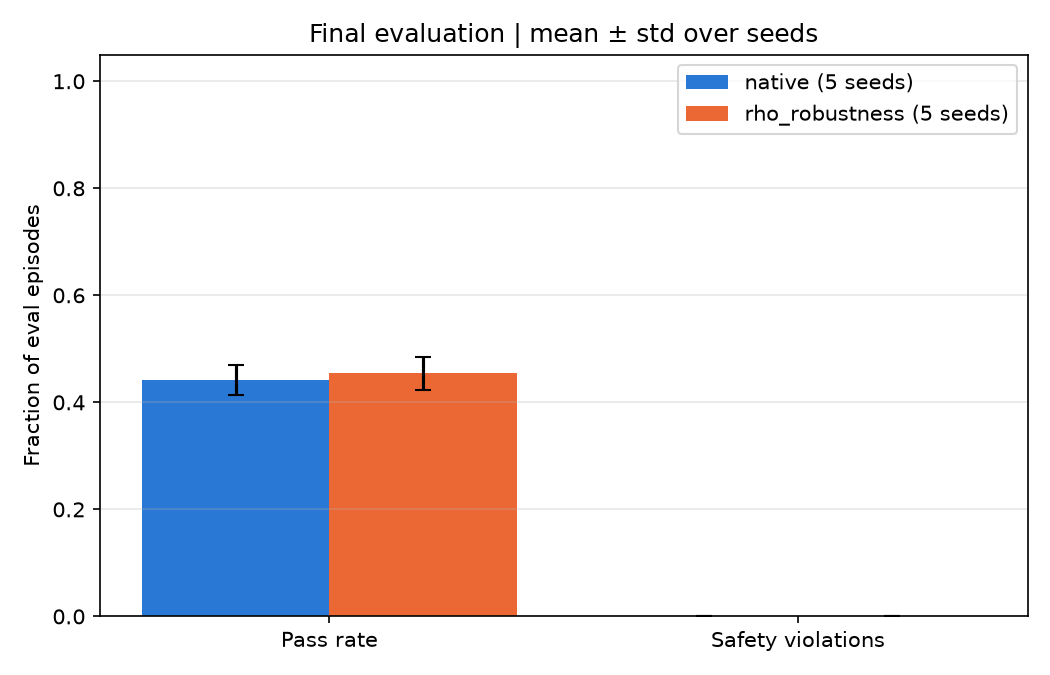 Final evaluation | mean ± std over seeds
native (5 seeds)
rho_robustness (5 seeds)
Fraction of eval episodes
1.0
0.8
0.6
0.4
0.2
0.0
Pass rate
Safety violations